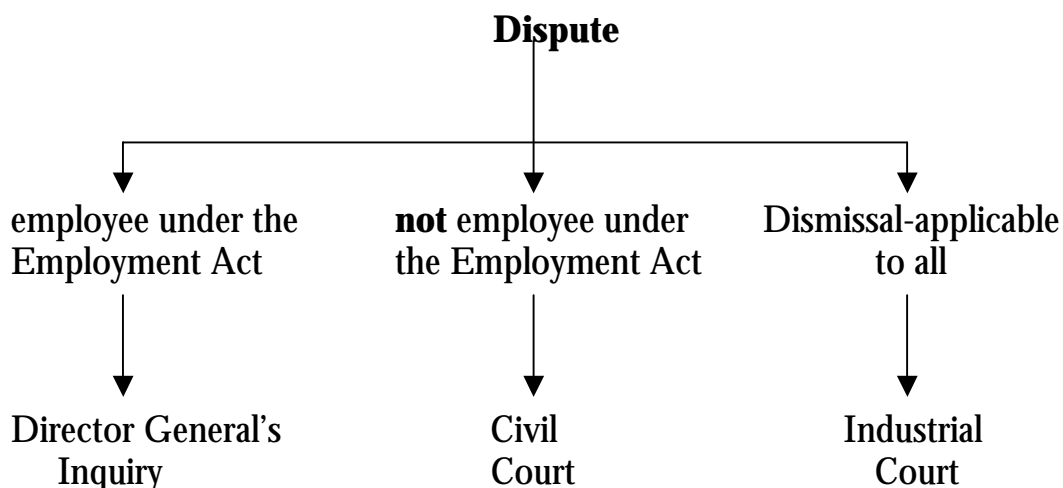 Dispute
employee under the
Employment Act
not employee under
the Employment Act
Dismissal-applicable
to all
Director General’s
Inquiry
Civil
Court
Industrial
Court